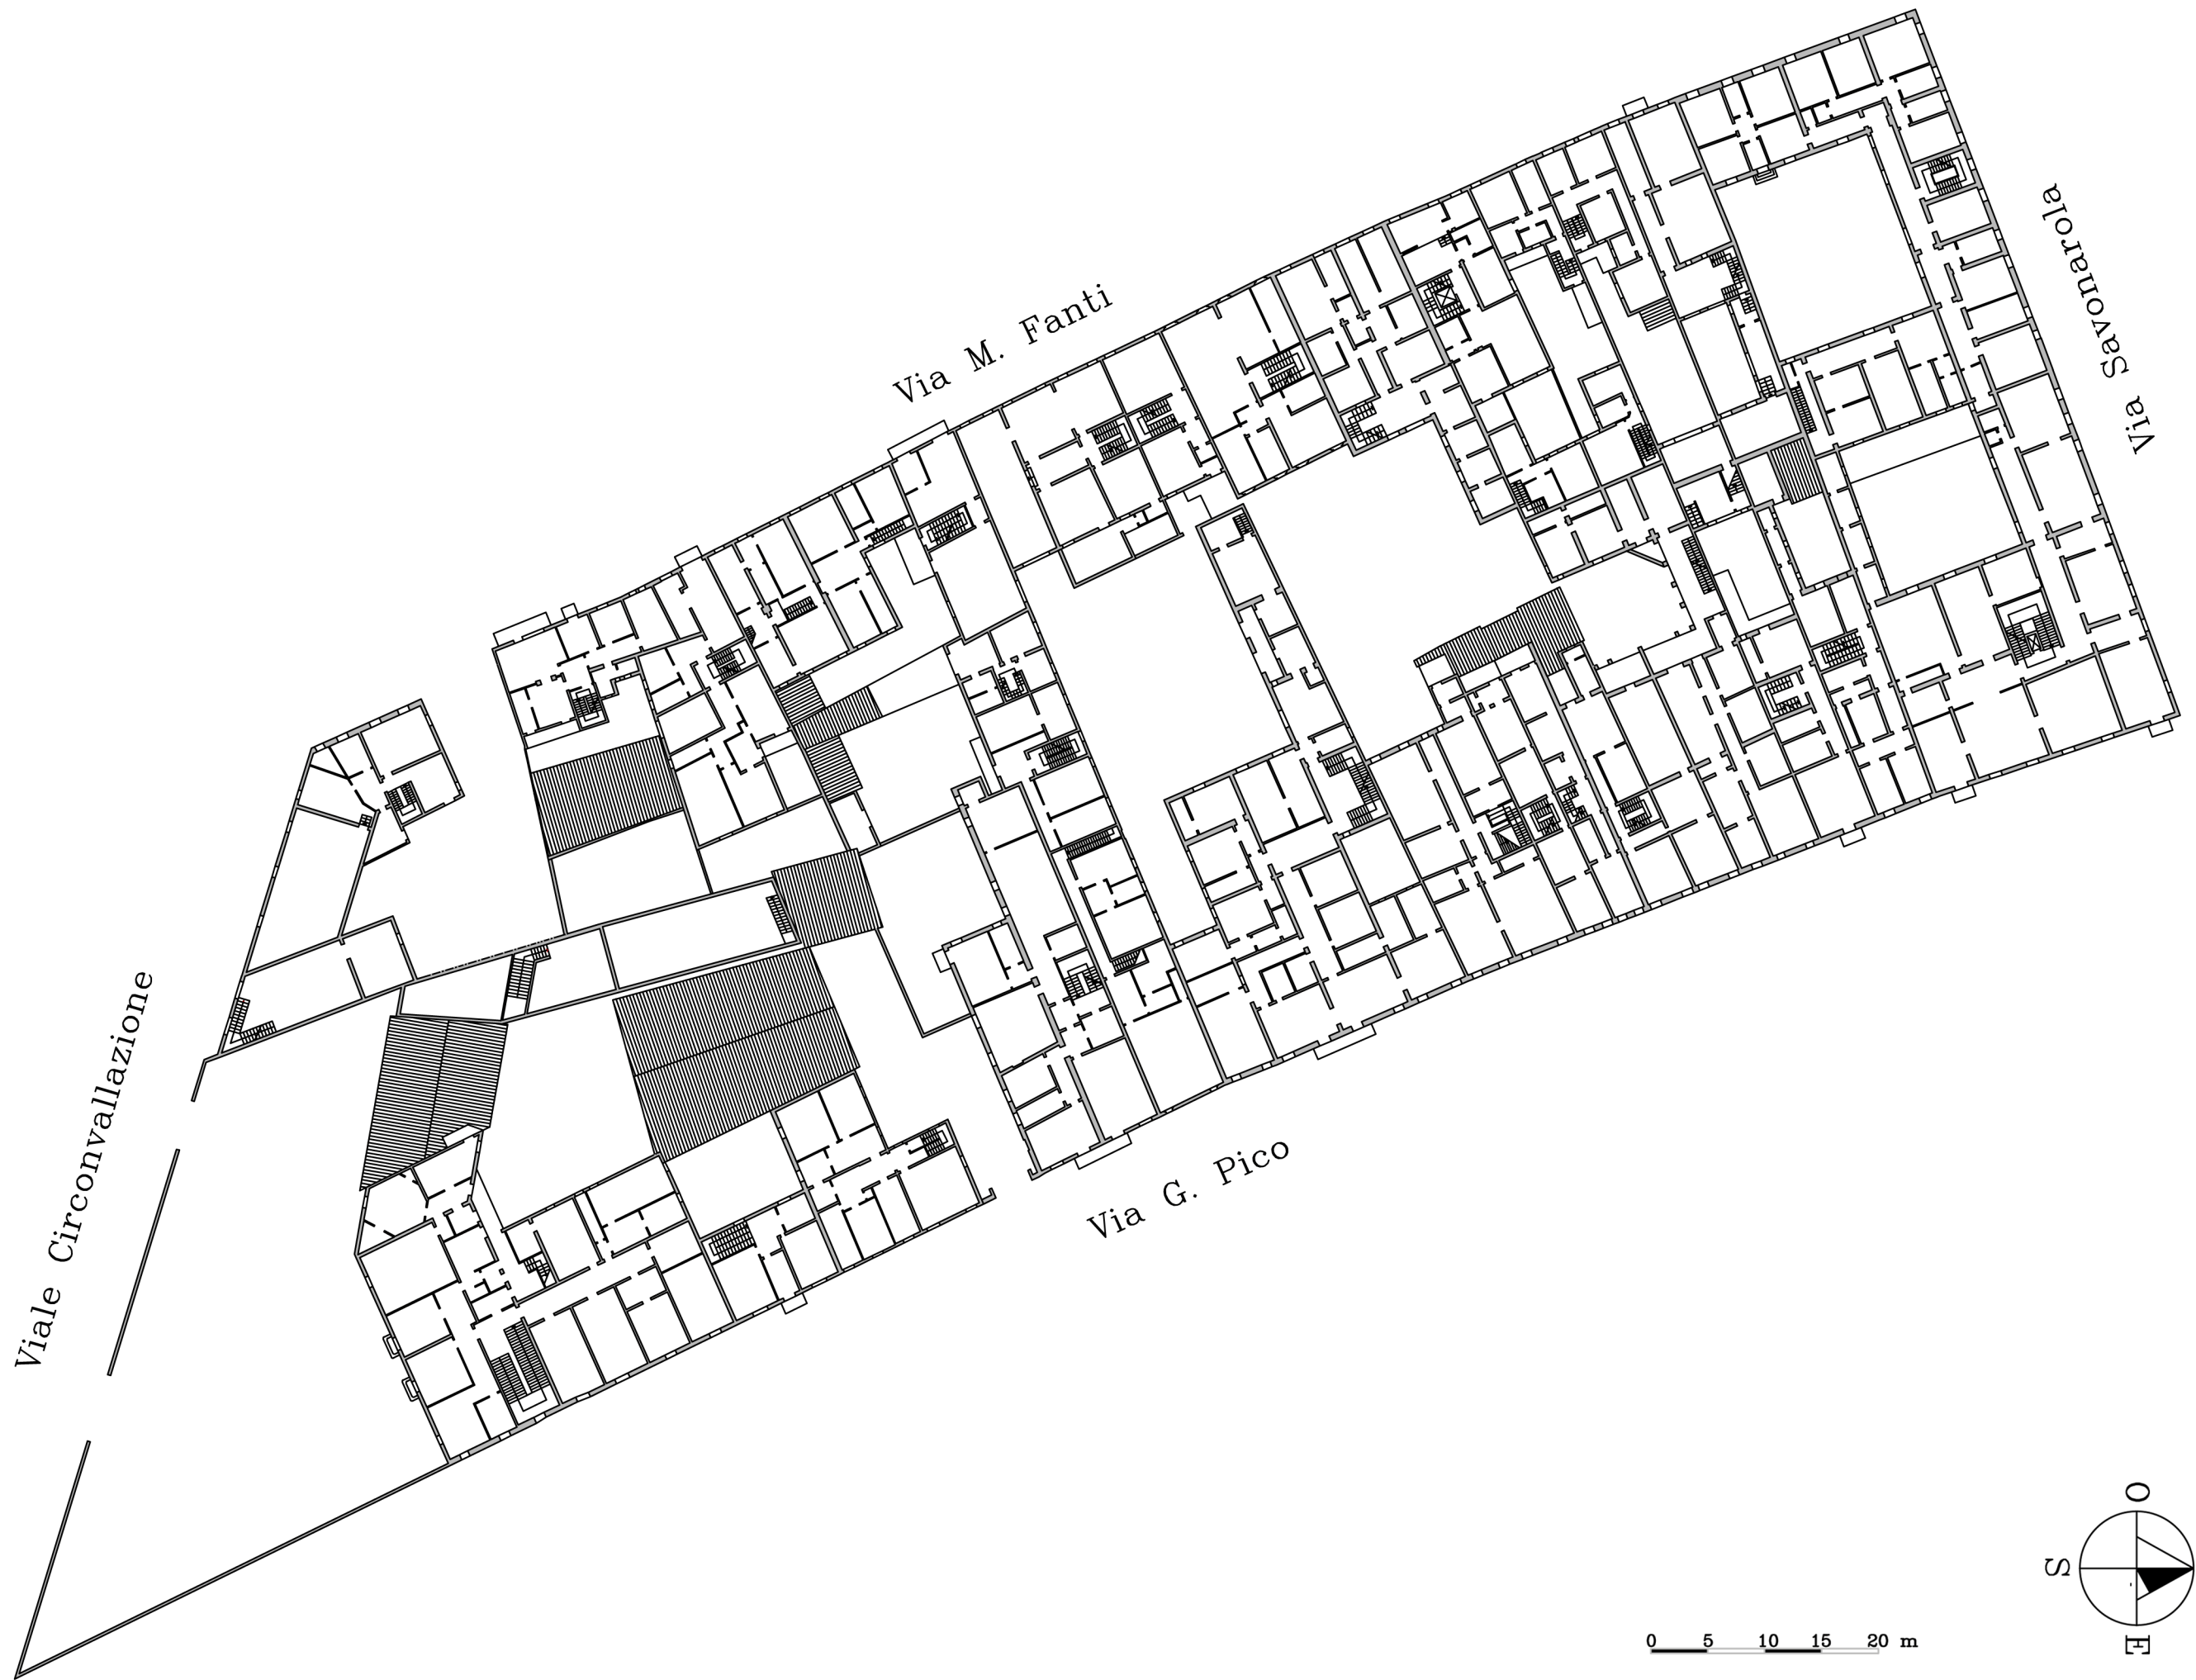 Via Savonarola
Via M. Fanti
Viale Circonvallazione
Via G. Pico
O
S
E
0 5 10 15 20 m